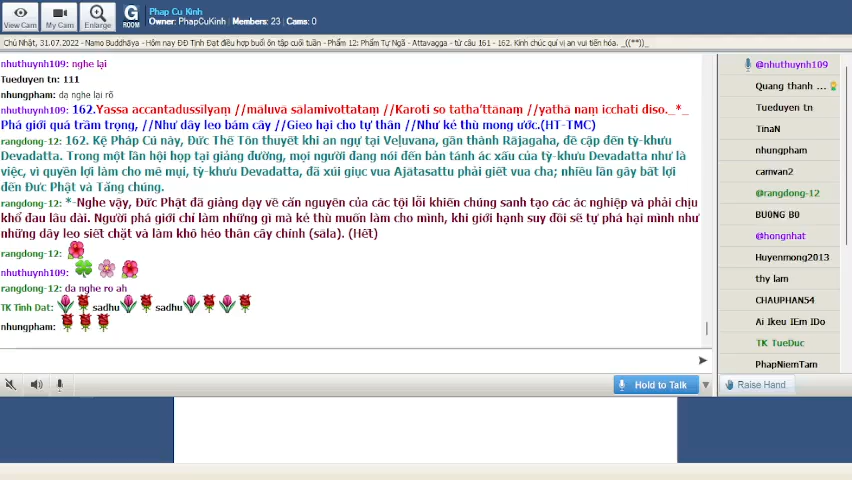 View Cam
My Cam
Enlarge
G
ROOM
Phap Cu Kinh
Owner: PhapCuKinh | Members: 23 | Cams: 0
Chủ Nhật, 31.07.2022 - Namo Buddhāya - Hôm nay ĐĐ Tịnh Đạt điều hợp buổi ôn tập cuối tuần - Phẩm 12: Phẩm Tự Ngã - Attavagga - từ câu 161 - 162. Kính chúc quí vị an vui tiến hóa. _((**)_
nhuthuynh109: nghe lại
Tueduyen tn: 111
nhungpham: dạ nghe lại rõ
nhuthuynh109: 162.Yassa accantadussīlyaṃ //māluvā sālamivottataṃ //Karoti so tatha'ttānaṃ //yathā naṃ icchati diso._*_
Phá giới quá trầm trọng, //Như dây leo bám cây //Gieo hại cho tự thân //Như kẻ thù mong ước.(HT-TMC)
rangdong-12: 162. Kệ Pháp Cú này, Đức Thế Tôn thuyết khi an ngự tại Veḷuvana, gần thành Rājagaha, đề cập đến tỳ-khưu
Devadatta. Trong một lần hội họp tại giảng đường, mọi người đang nói đến bản tánh ác xấu của tỳ-khưu Devadatta như là
việc, vì quyền lợi làm cho mê muội, tỳ-khưu Devadatta, đã xúi giục vua Ajātasattu phải giết vua cha; nhiều lần gây bất lợi
đến Đức Phật và Tăng chúng.
rangdong-12: *-Nghe vậy, Đức Phật đã giảng dạy về căn nguyên của các tội lỗi khiến chúng sanh tạo các ác nghiệp và phải chịu
khổ đau lâu dài. Người phá giới chỉ làm những gì mà kẻ thù muốn làm cho mình, khi giới hạnh suy đồi sẽ tự phá hại mình như
những dây leo siết chặt và làm khô héo thân cây chính (sāla). (Hết)
rangdong-12:
nhuthuynh109:
rangdong-12: dạ nghe ro ah
TK Tinh Dat: sadhu sadhu
nhungpham:
Hold to Talk
@nhuthuynh109
Quang thanh ...
Tueduyen tn
TinaN
nhungpham
camvan2
@rangdong-12
BUONG B0
@hongnhat
Huyenmong2013
thy lam
CHAUPHAN54
Ai Ikeu IEm IDo
TK TueDuc
PhapNiemTam
Raise Hand